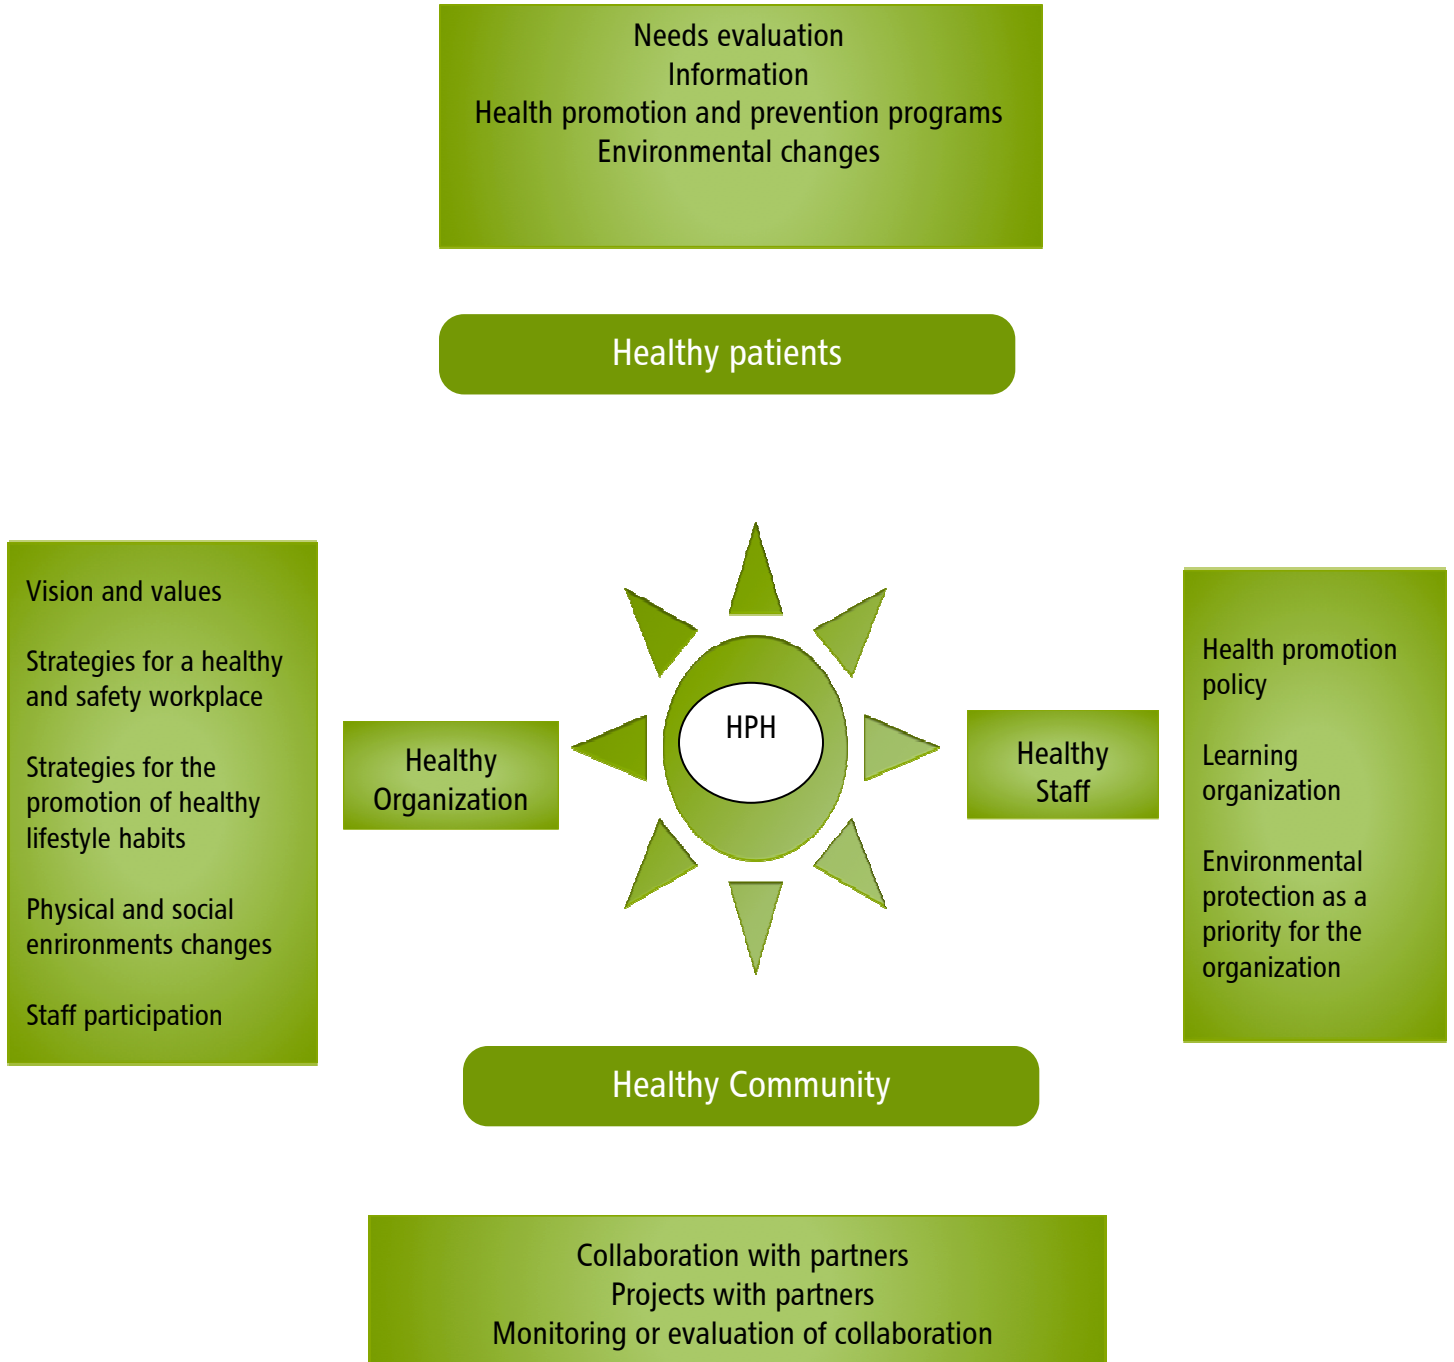 Needs evaluation
Information
Health promotion and prevention programs
Environmental changes
Healthy patients
Vision and values
Strategies for a healthy
and safety workplace
Strategies for the
promotion of healthy
lifestyle habits
Physical and social
enrironments changes
Staff participation
Healthy
Organization
HPH
Healthy
Staff
Health promotion
policy
Learning
organization
Environmental
protection as a
priority for the
organization
Healthy Community
Collaboration with partners
Projects with partners
Monitoring or evaluation of collaboration